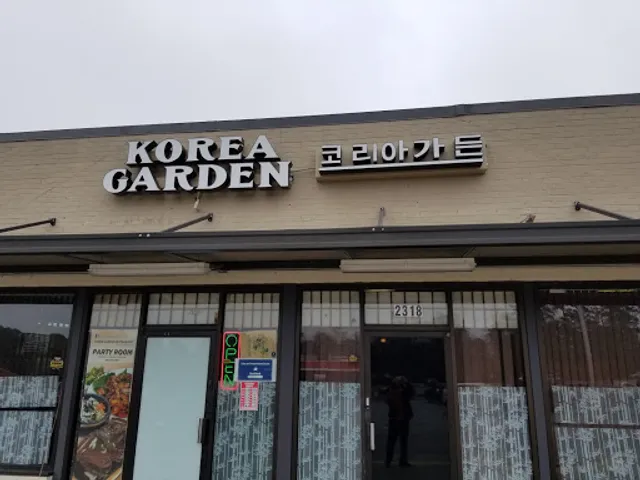 KOREA
GARDEN
코리아가든
2318
OPEN
PARTY ROOM